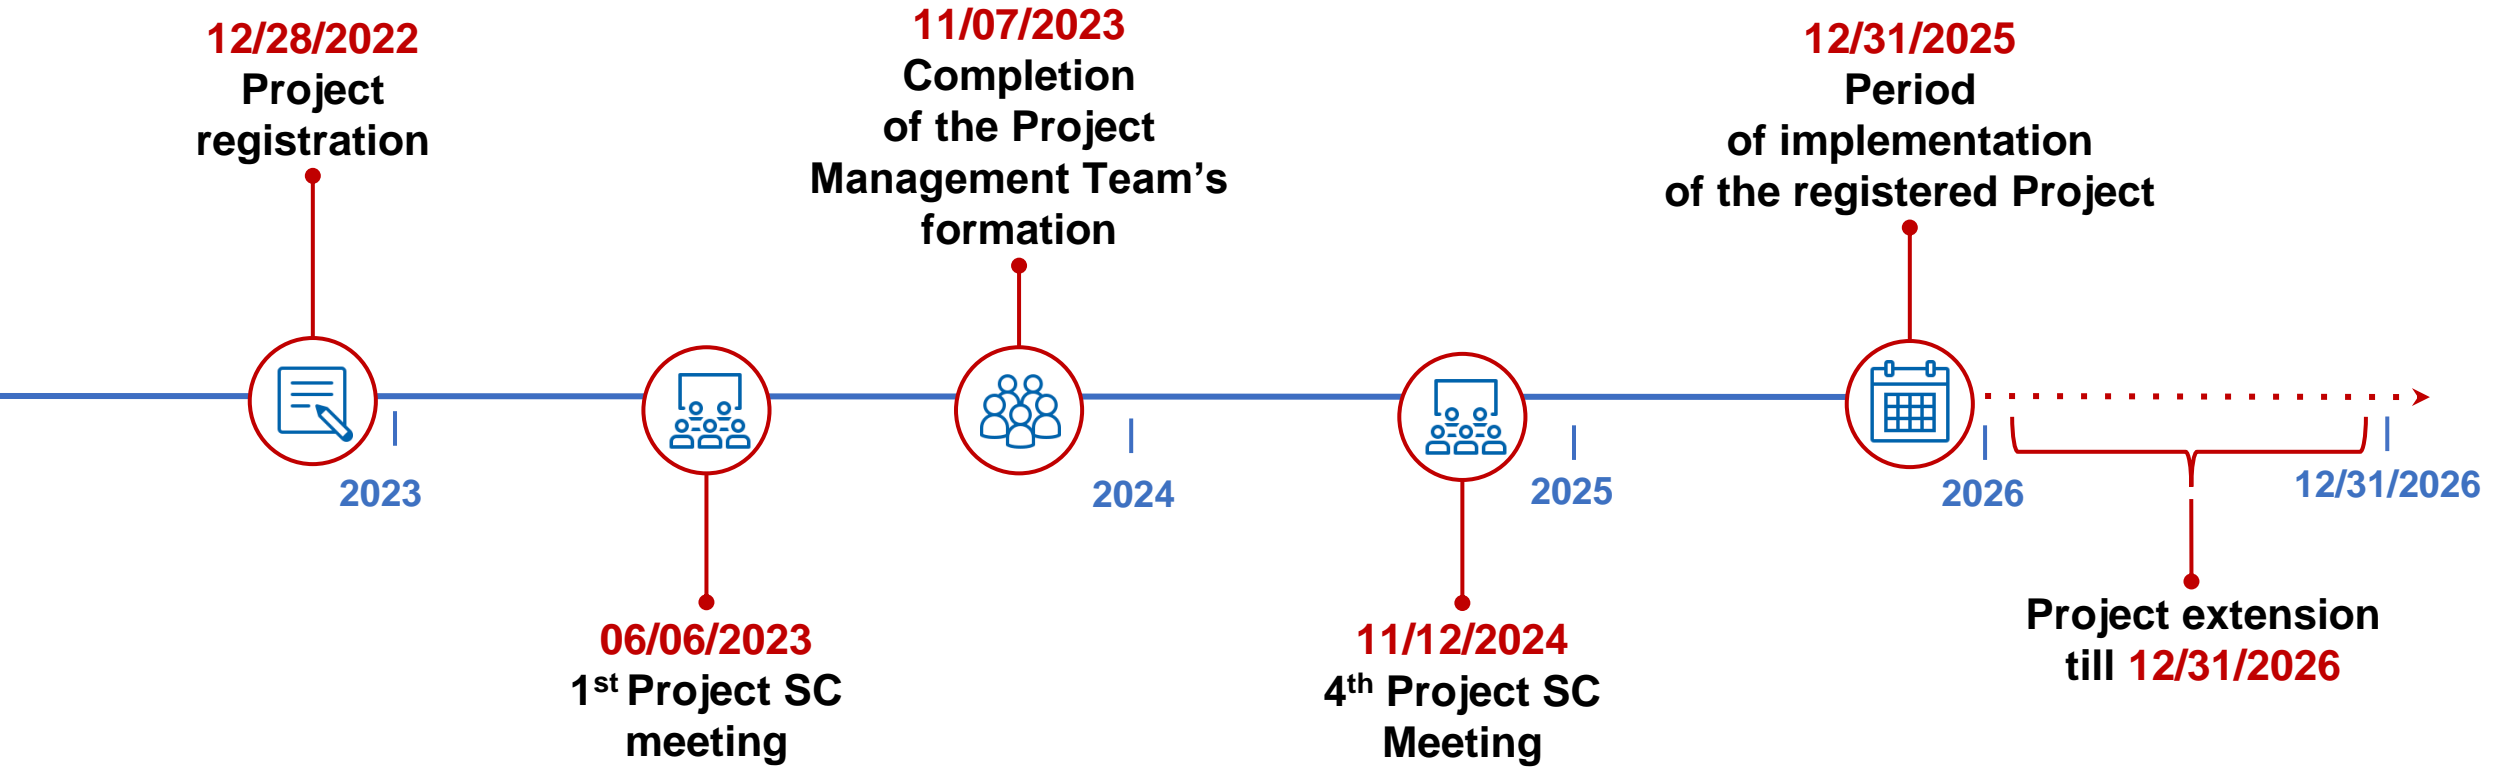 12/28/2022
Project
registration
11/07/2023
Completion
of the Project
Management Team’s
formation
12/31/2025
Period
of implementation
of the registered Project
2023
2024
2025
2026
12/31/2026
06/06/2023
1st Project SC
meeting
11/12/2024
4th Project SC
Meeting
Project extension
till 12/31/2026